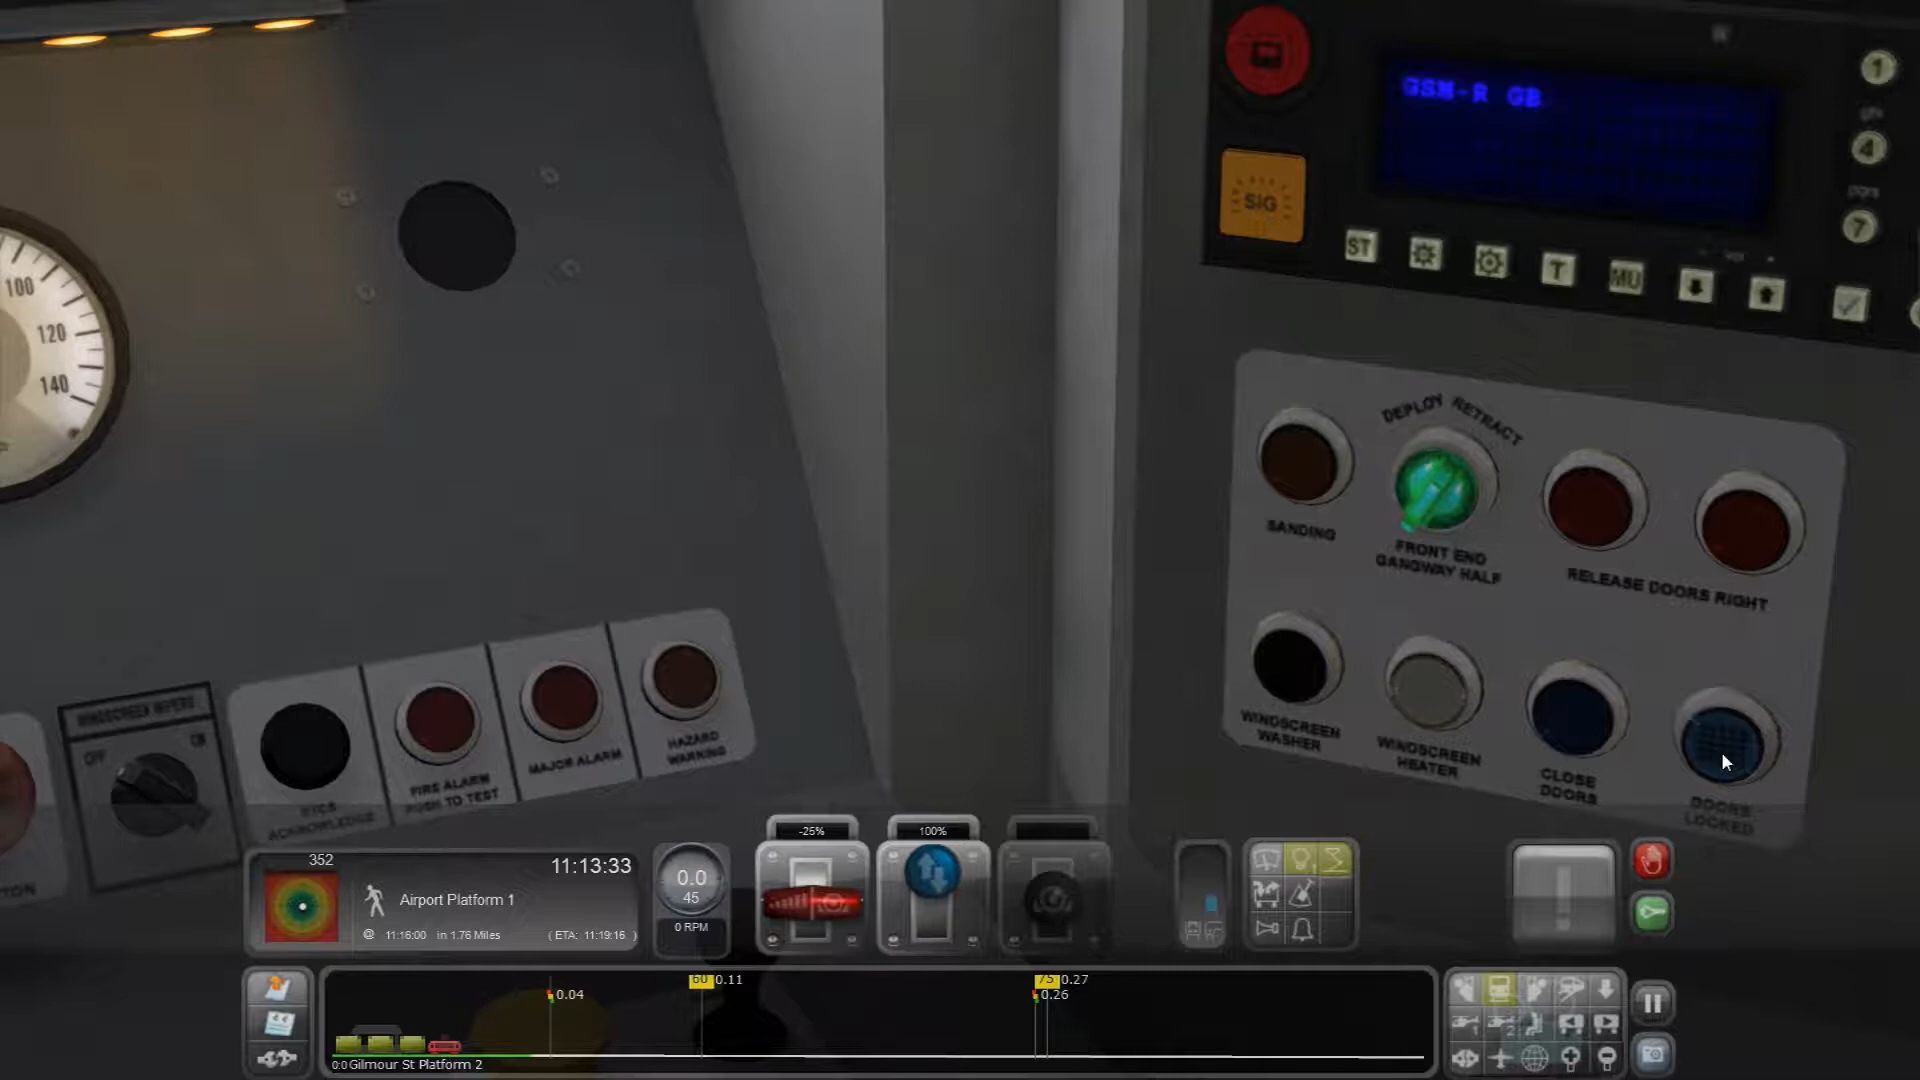 GSM-R GB
1
4
pqrs
7
SIG
ST
T
MU
100
120
140
DEPLOY RETRACT
SANDING
FRONT END
GANGWAY HALF
RELEASE DOORS RIGHT
WINDSCREEN
WASHER
WINDSCREEN
HEATER
CLOSE
DOORS
DOORS
LOCKED
WINDSCREEN WIPERS
OFF
ON
ACKNOWLEDGE
FIRE ALARM
PUSH TO TEST
MAJOR ALARM
HAZARD
WARNING
352
11:13:33
Airport Platform 1
@ 11:16:00 in 1.76 Miles ( ETA: 11:19:16 )
0.0
45
0 RPM
-25%
100%
60 0.11
75 0.27
0.04
0.26
0:0 Gilmour St Platform 2
1
2